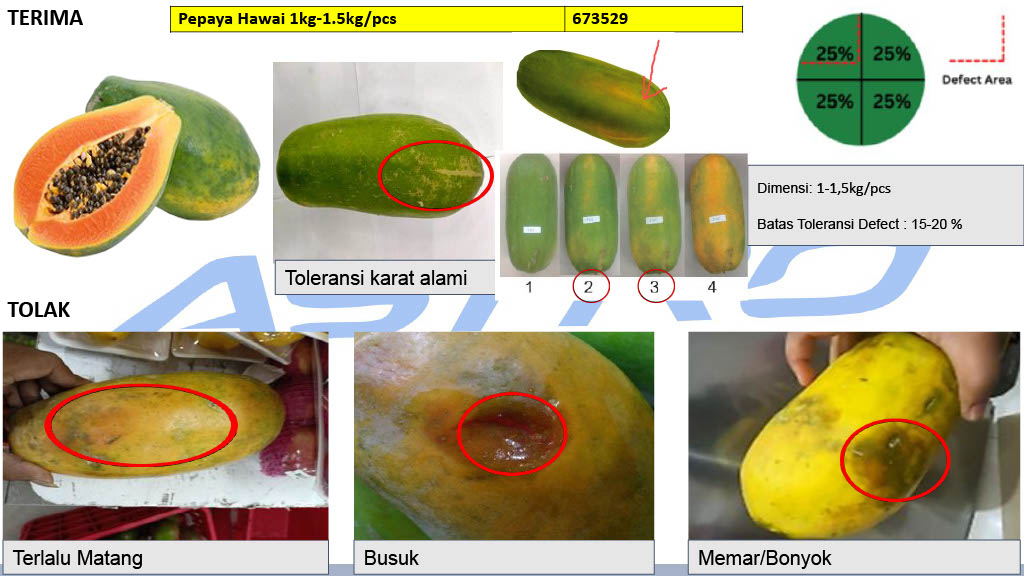 TERIMA
Pepaya Hawai 1kg-1.5kg/pcs 673529
25% 25%
25% 25%
Defect Area
Dimensi: 1-1,5kg/pcs
Batas Toleransi Defect : 15-20 %
Toleransi karat alami
1 2 3 4
ASTRO
TOLAK
Terlalu Matang
Busuk
Memar/Bonyok